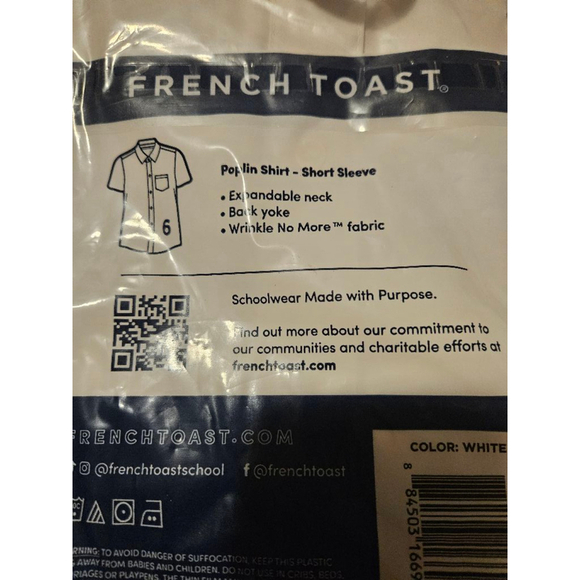 FRENCH TOAST®
Poplin Shirt - Short Sleeve
• Expandable neck
• Back yoke
• Wrinkle No More™ fabric
6
Schoolwear Made with Purpose.
Find out more about our commitment to
our communities and charitable efforts at
frenchtoast.com
FRENCHTOAST.COM
@frenchtoastschool f @frenchtoast
COLOR: WHITE
8 84503 1669
WARNING: TO AVOID DANGER OF SUFFOCATION, KEEP THIS PLASTIC
AWAY FROM BABIES AND CHILDREN. DO NOT USE IN CRIBS, BEDS,